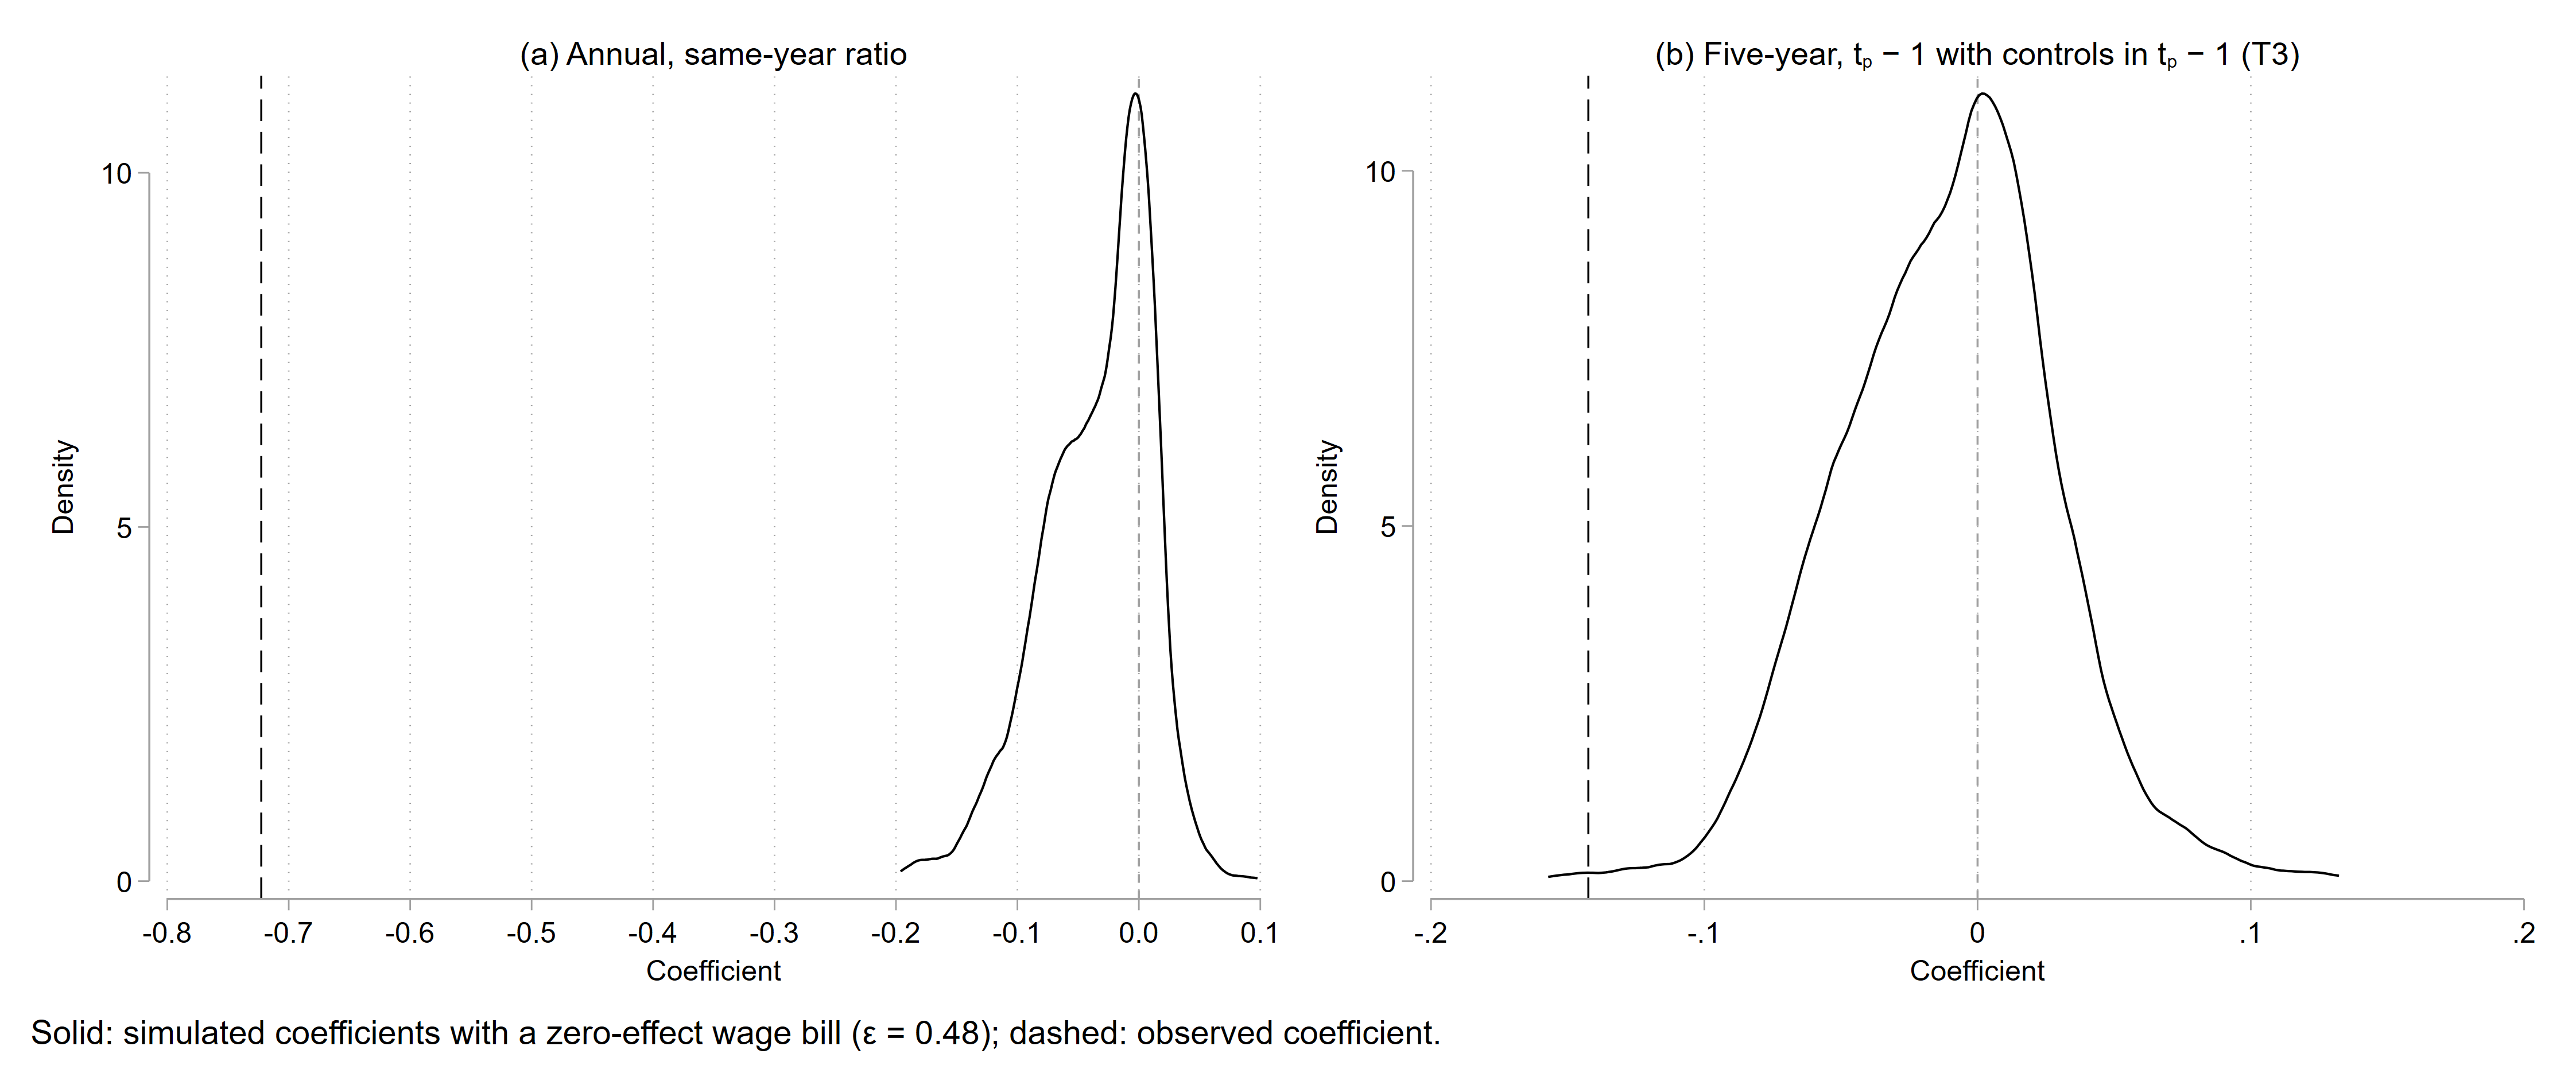 (a) Annual, same-year ratio
Density
10
5
0
-0.8 -0.7 -0.6 -0.5 -0.4 -0.3 -0.2 -0.1 0.0 0.1
Coefficient
(b) Five-year, tₚ − 1 with controls in tₚ − 1 (T3)
Density
10
5
0
-.2 -.1 0 .1 .2
Coefficient
Solid: simulated coefficients with a zero-effect wage bill (ε = 0.48); dashed: observed coefficient.